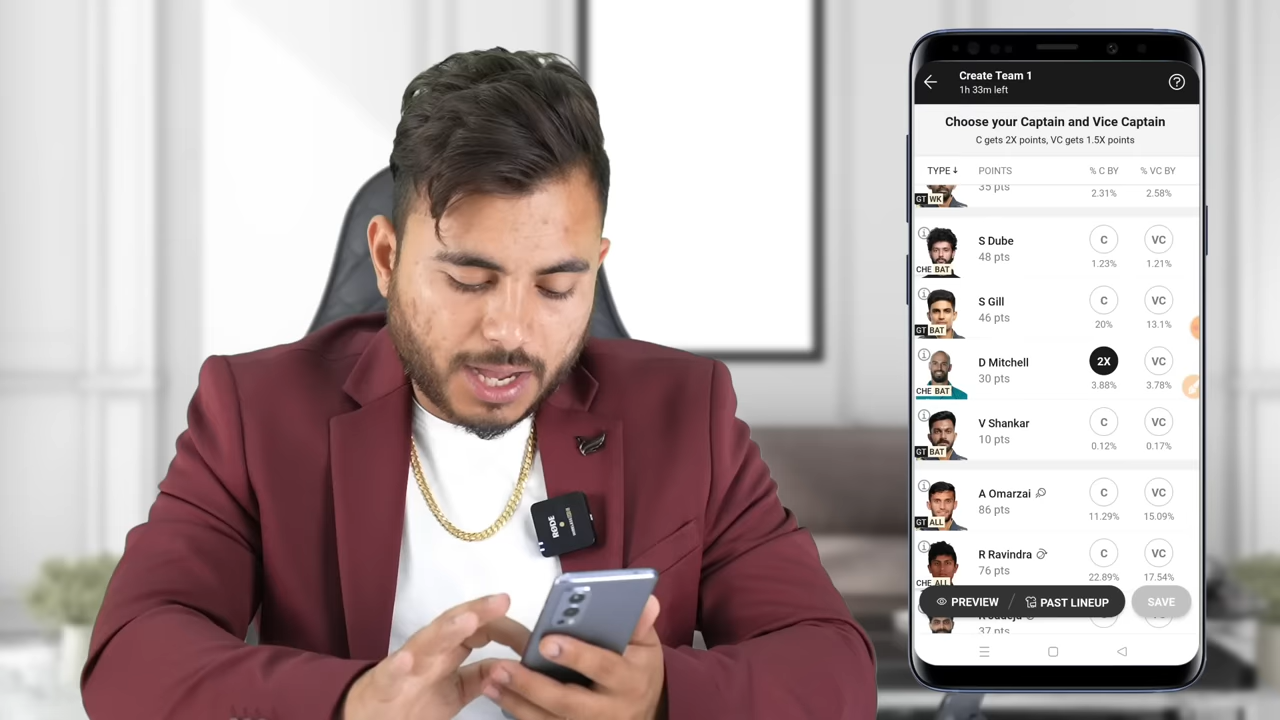 Create Team 1
1h 33m left
Choose your Captain and Vice Captain
C gets 2X points, VC gets 1.5X points
TYPE↓ POINTS % C BY % VC BY
35 pts 2.31% 2.58%
GT WK
S Dube C VC
48 pts 1.23% 1.21%
CHE BAT
S Gill C VC
46 pts 20% 13.1%
GT BAT
D Mitchell 2X VC
30 pts 3.88% 3.78%
CHE BAT
V Shankar C VC
10 pts 0.12% 0.17%
GT BAT
A Omarzai C VC
86 pts 11.29% 15.09%
GT ALL
R Ravindra C VC
76 pts 22.89% 17.54%
CHE ALL
PREVIEW / PAST LINEUP SAVE
37 pts
RØDE